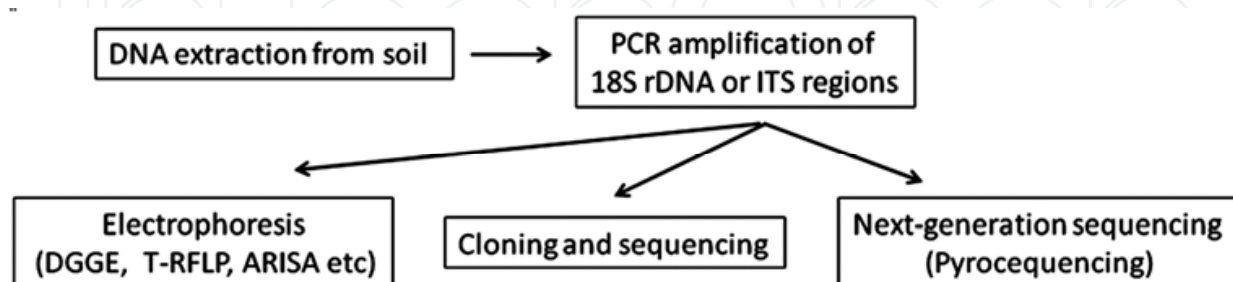 DNA extraction from soil
PCR amplification of
18S rDNA or ITS regions
Electrophoresis
(DGGE, T-RFLP, ARISA etc)
Cloning and sequencing
Next-generation sequencing
(Pyrocequencing)